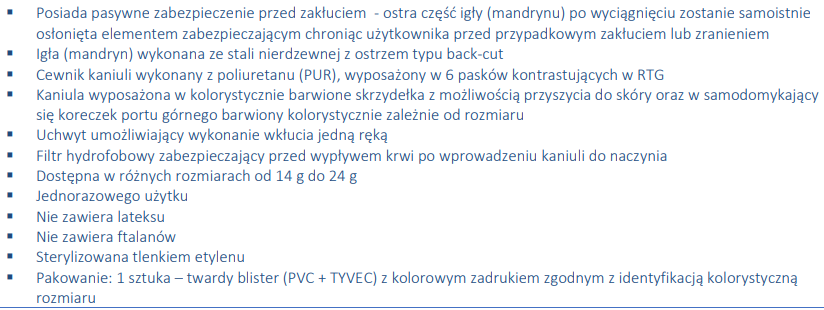 ▪ Posiada pasywne zabezpieczenie przed zakłuciem - ostra część igły (mandrynu) po wyciągnięciu zostanie samoistnie
osłonięta elementem zabezpieczającym chroniąc użytkownika przed przypadkowym zakłuciem lub zranieniem
▪ Igła (mandryn) wykonana ze stali nierdzewnej z ostrzem typu back-cut
▪ Cewnik kaniuli wykonany z poliuretanu (PUR), wyposażony w 6 pasków kontrastujących w RTG
▪ Kaniula wyposażona w kolorystycznie barwione skrzydełka z możliwością przyszycia do skóry oraz w samodomykający
się koreczek portu górnego barwiony kolorystycznie zależnie od rozmiaru
▪ Uchwyt umożliwiający wykonanie wkłucia jedną ręką
▪ Filtr hydrofobowy zabezpieczający przed wypływem krwi po wprowadzeniu kaniuli do naczynia
▪ Dostępna w różnych rozmiarach od 14 g do 24 g
▪ Jednorazowego użytku
▪ Nie zawiera lateksu
▪ Nie zawiera ftalanów
▪ Sterylizowana tlenkiem etylenu
▪ Pakowanie: 1 sztuka – twardy blister (PVC + TYVEC) z kolorowym zadrukiem zgodnym z identyfikacją kolorystyczną
rozmiaru